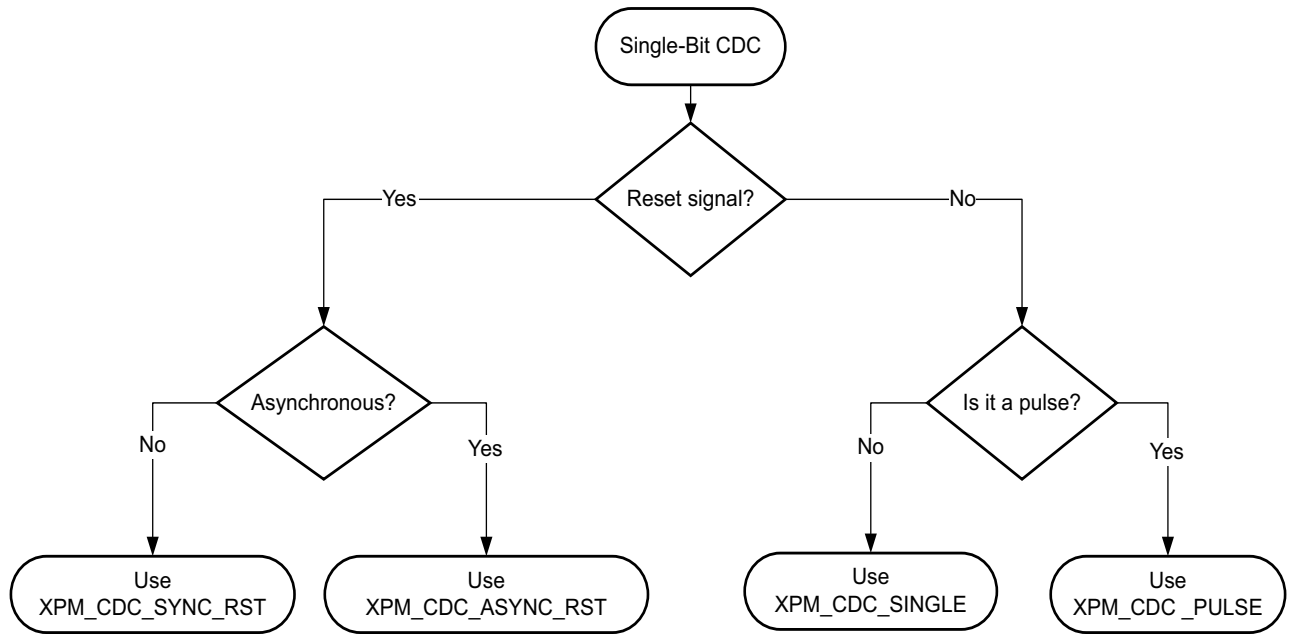 Single-Bit CDC
Reset signal?
Yes
No
Asynchronous?
Is it a pulse?
No
Yes
No
Yes
Use
XPM_CDC_SYNC_RST
Use
XPM_CDC_ASYNC_RST
Use
XPM_CDC_SINGLE
Use
XPM_CDC _PULSE